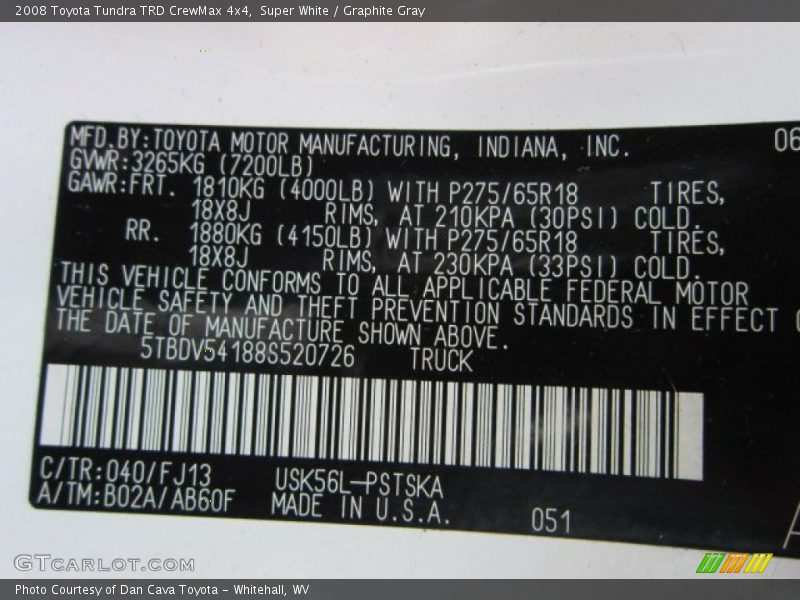 2008 Toyota Tundra TRD CrewMax 4x4, Super White / Graphite Gray
MFD.BY:TOYOTA MOTOR MANUFACTURING, INDIANA, INC. 06
GVWR:3265KG (7200LB)
GAWR:FRT. 1810KG (4000LB) WITH P275/65R18 TIRES,
18X8J RIMS, AT 210KPA (30PSI) COLD.
RR. 1880KG (4150LB) WITH P275/65R18 TIRES,
18X8J RIMS, AT 230KPA (33PSI) COLD.
THIS VEHICLE CONFORMS TO ALL APPLICABLE FEDERAL MOTOR
VEHICLE SAFETY AND THEFT PREVENTION STANDARDS IN EFFECT
THE DATE OF MANUFACTURE SHOWN ABOVE.
5TBDV54188S520726 TRUCK
C/TR:040/FJ13 USK56L-PSTSKA
A/TM:B02A/AB60F MADE IN U.S.A. 051
GTCARLOT.COM
Photo Courtesy of Dan Cava Toyota - Whitehall, WV